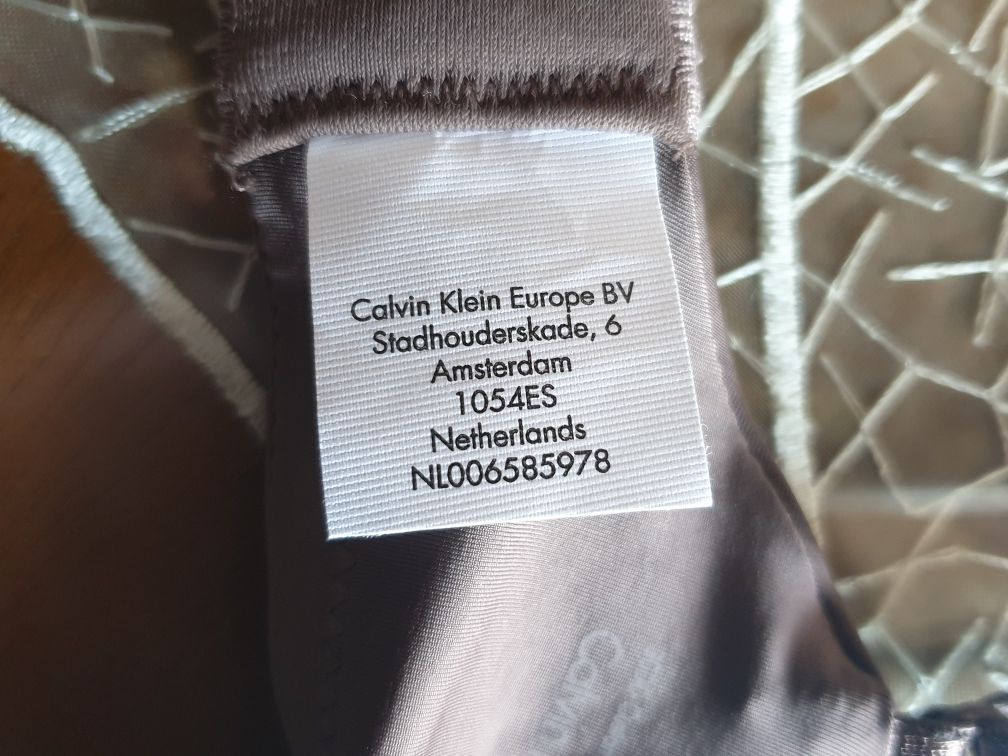 Calvin Klein Europe BV
Stadhouderskade, 6
Amsterdam
1054ES
Netherlands
NL006585978